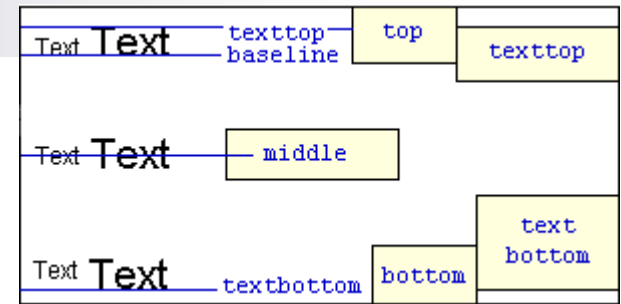 Text Text texttop top
baseline texttop
Text Text middle
text
bottom
Text Text textbottom bottom